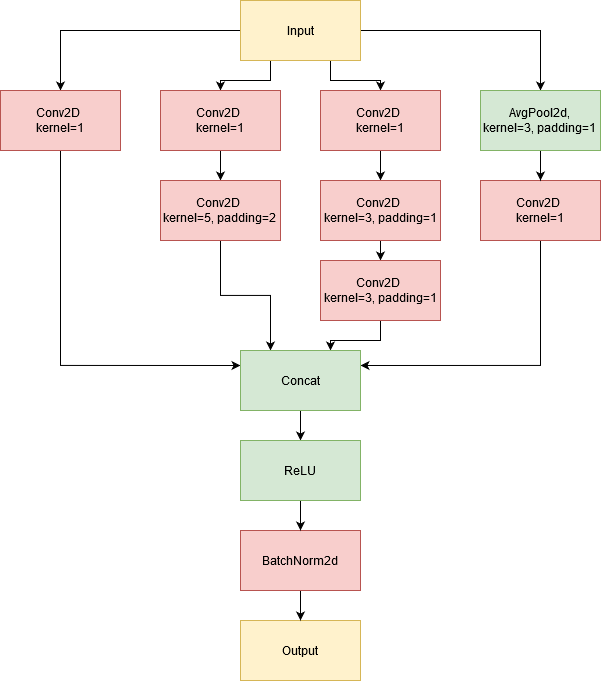 Input
Conv2D
kernel=1
Conv2D
kernel=1
Conv2D
kernel=1
AvgPool2d,
kernel=3, padding=1
Conv2D
kernel=5, padding=2
Conv2D
kernel=3, padding=1
Conv2D
kernel=1
Conv2D
kernel=3, padding=1
Concat
ReLU
BatchNorm2d
Output